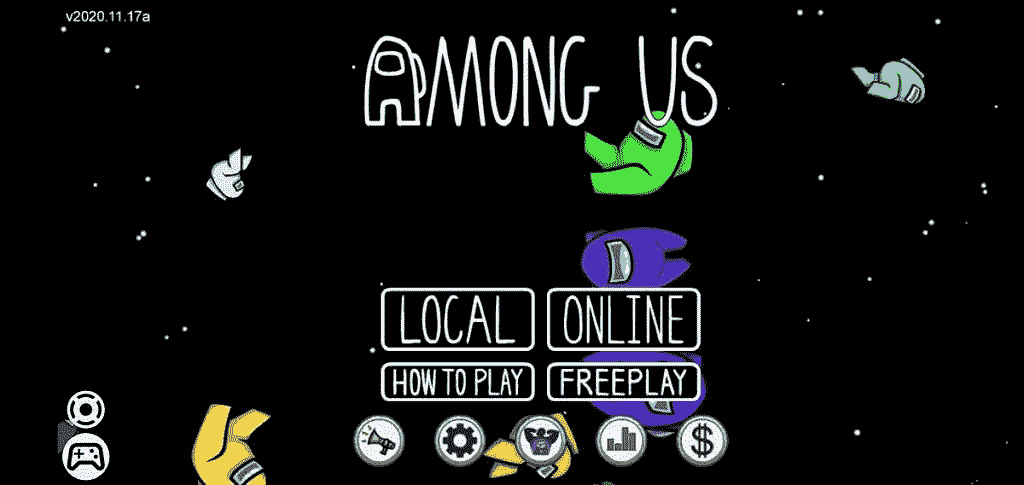 v2020.11.17a
AMONG US
LOCAL ONLINE
HOW TO PLAY FREEPLAY
$